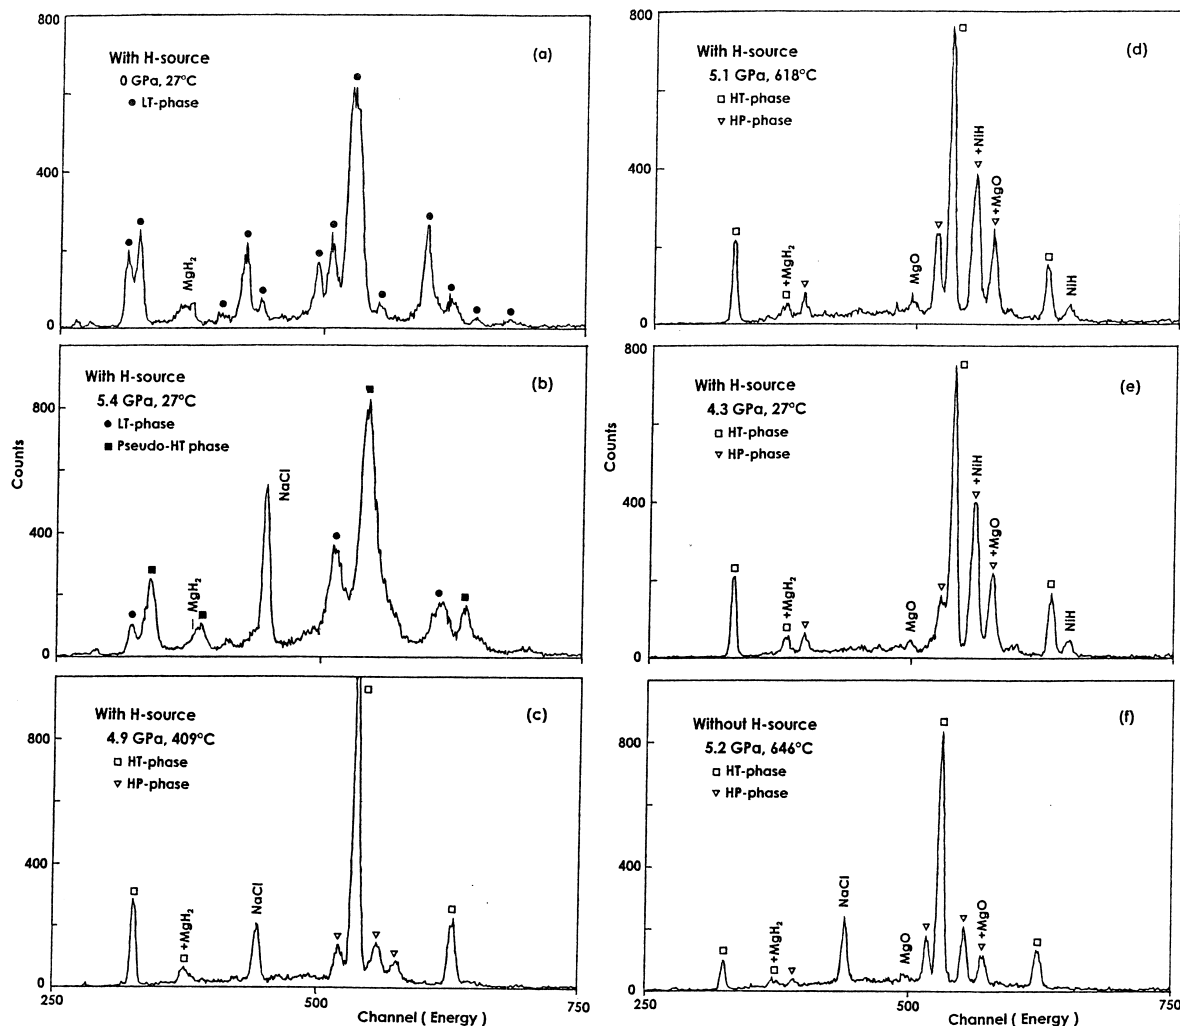 800
With H-source
0 GPa, 27°C
● LT-phase
(a)
400
MgH₂
0
With H-source
5.4 GPa, 27°C
● LT-phase
■ Pseudo-HT phase
(b)
800
NaCl
Counts
400
MgH₂
0
With H-source
4.9 GPa, 409°C
□ HT-phase
▽ HP-phase
(c)
800
400
□ +MgH₂
NaCl
0
250
500
750
Channel ( Energy )
800
With H-source
5.1 GPa, 618°C
□ HT-phase
▽ HP-phase
(d)
400
□ +MgH₂
MgO
▽ +NiH
▽ +MgO
NiH
0
800
With H-source
4.3 GPa, 27°C
□ HT-phase
▽ HP-phase
(e)
Counts
400
□ +MgH₂
MgO
▽ +NiH
▽ +MgO
NiH
0
Without H-source
5.2 GPa, 646°C
□ HT-phase
▽ HP-phase
(f)
800
400
□ +MgH₂
NaCl
MgO
▽ +MgO
0
250
500
750
Channel ( Energy )